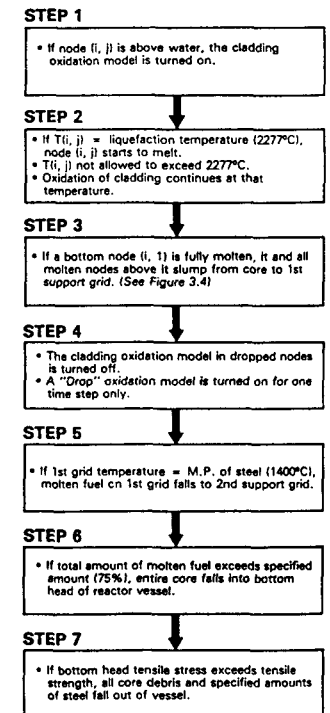 STEP 1
• If node (i, j) is above water, the cladding
oxidation model is turned on.
STEP 2
• If T(i, j) = liquefaction temperature (2277°C),
node (i, j) starts to melt.
• T(i, j) not allowed to exceed 2277°C.
• Oxidation of cladding continues at that
temperature.
STEP 3
• If a bottom node (i, 1) is fully molten, it and all
molten nodes above it slump from core to 1st
support grid. (See Figure 3.4)
STEP 4
• The cladding oxidation model in dropped nodes
is turned off.
• A "Drop" oxidation model is turned on for one
time step only.
STEP 5
• If 1st grid temperature = M.P. of steel (1400°C),
molten fuel cn 1st grid falls to 2nd support grid.
STEP 6
• If total amount of molten fuel exceeds specified
amount (75%), entire core falls into bottom
head of reactor vessel.
STEP 7
• If bottom head tensile stress exceeds tensile
strength, all core debris and specified amounts
of steel fall out of vessel.